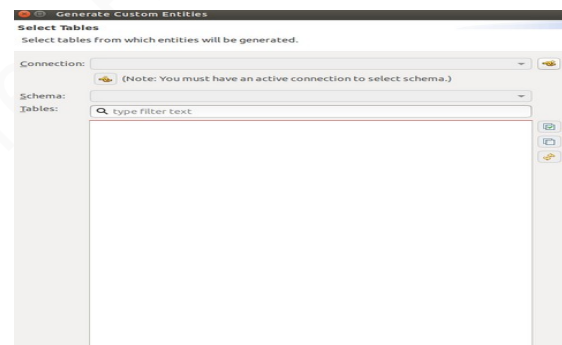 Generate Custom Entities
Select Tables
Select tables from which entities will be generated.
Connection:
(Note: You must have an active connection to select schema.)
Schema:
Tables:
type filter text